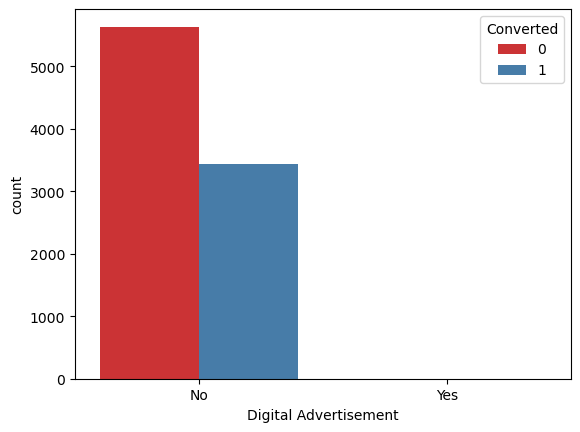 Converted
0
1
5000
4000
3000
2000
1000
0
count
No
Yes
Digital Advertisement